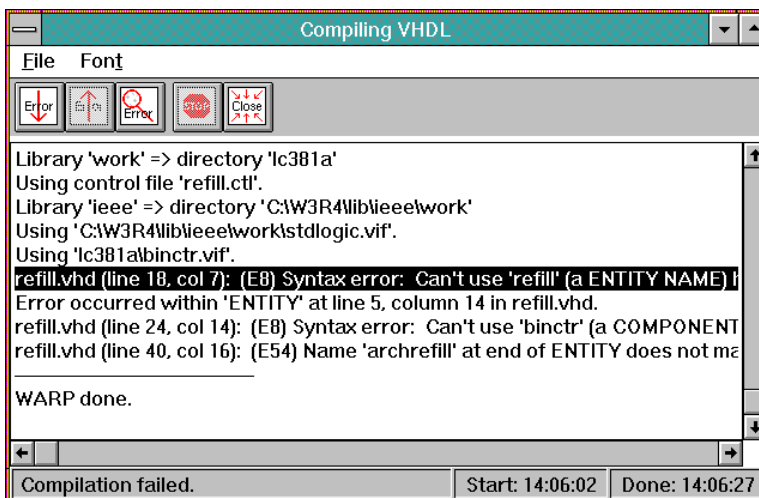 Compiling VHDL
File Font
Error Error Error STOP Close
Library 'work' => directory 'lc381a'
Using control file 'refill.ctl'.
Library 'ieee' => directory 'C:\W3R4\lib\ieee\work'
Using 'C:\W3R4\lib\ieee\work\stdlogic.vif'.
Using 'lc381a\binctr.vif'.
refill.vhd (line 18, col 7): (E8) Syntax error: Can't use 'refill' (a ENTITY NAME)
Error occurred within 'ENTITY' at line 5, column 14 in refill.vhd.
refill.vhd (line 24, col 14): (E8) Syntax error: Can't use 'binctr' (a COMPONENT
refill.vhd (line 40, col 16): (E54) Name 'archrefill' at end of ENTITY does not
WARP done.
Compilation failed. Start: 14:06:02 Done: 14:06:27